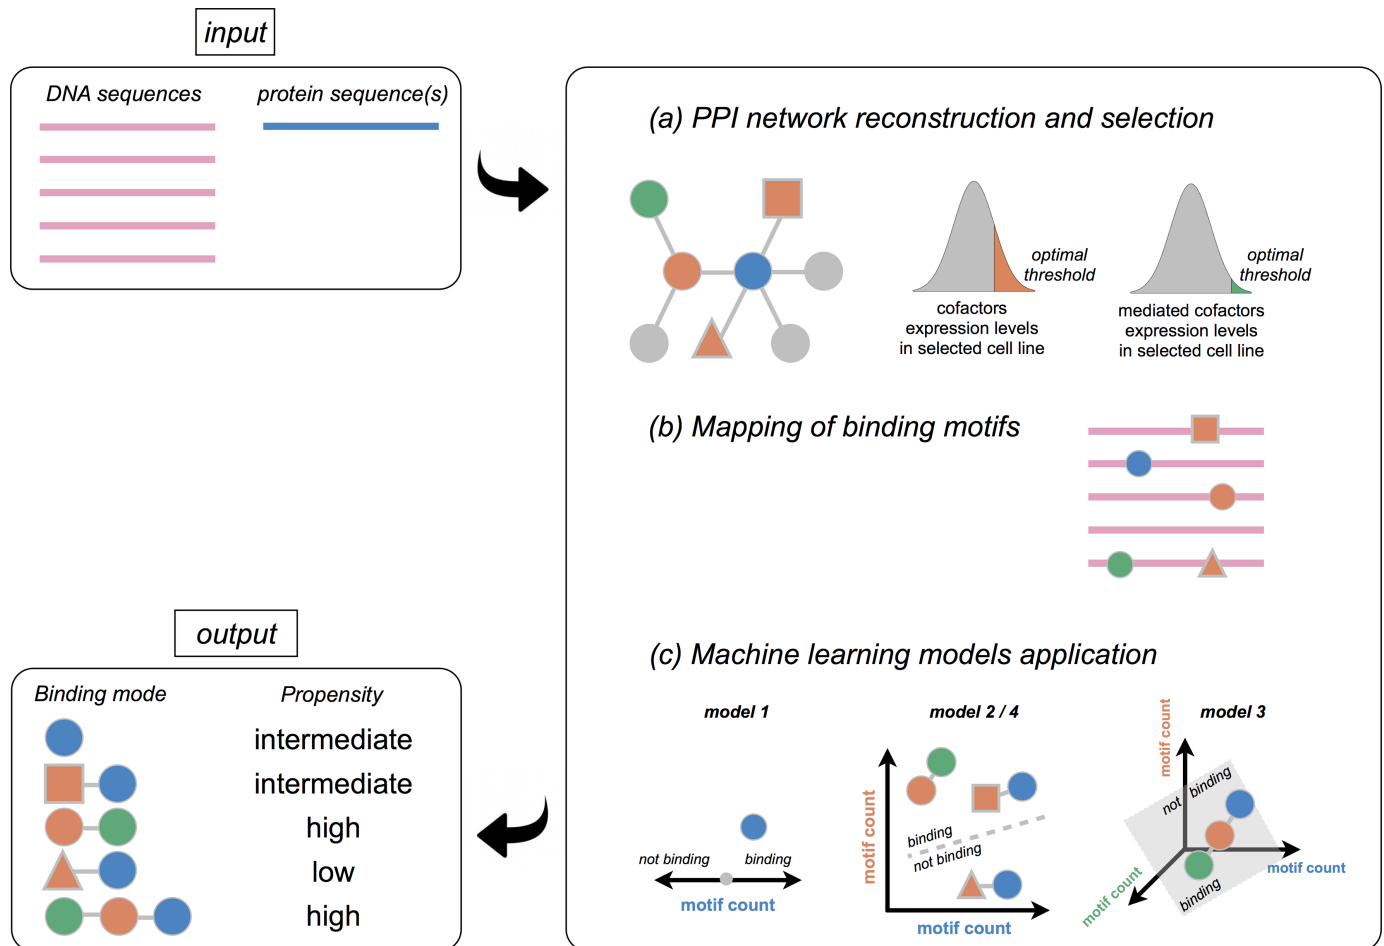 input
DNA sequences
protein sequence(s)
(a) PPI network reconstruction and selection
optimal
threshold
cofactors
expression levels
in selected cell line
optimal
threshold
mediated cofactors
expression levels
in selected cell line
(b) Mapping of binding motifs
(c) Machine learning models application
model 1
not binding
binding
motif count
model 2 / 4
motif count
binding
not binding
motif count
model 3
motif count
not binding
binding
motif count
motif count
output
Binding mode
Propensity
intermediate
intermediate
high
low
high